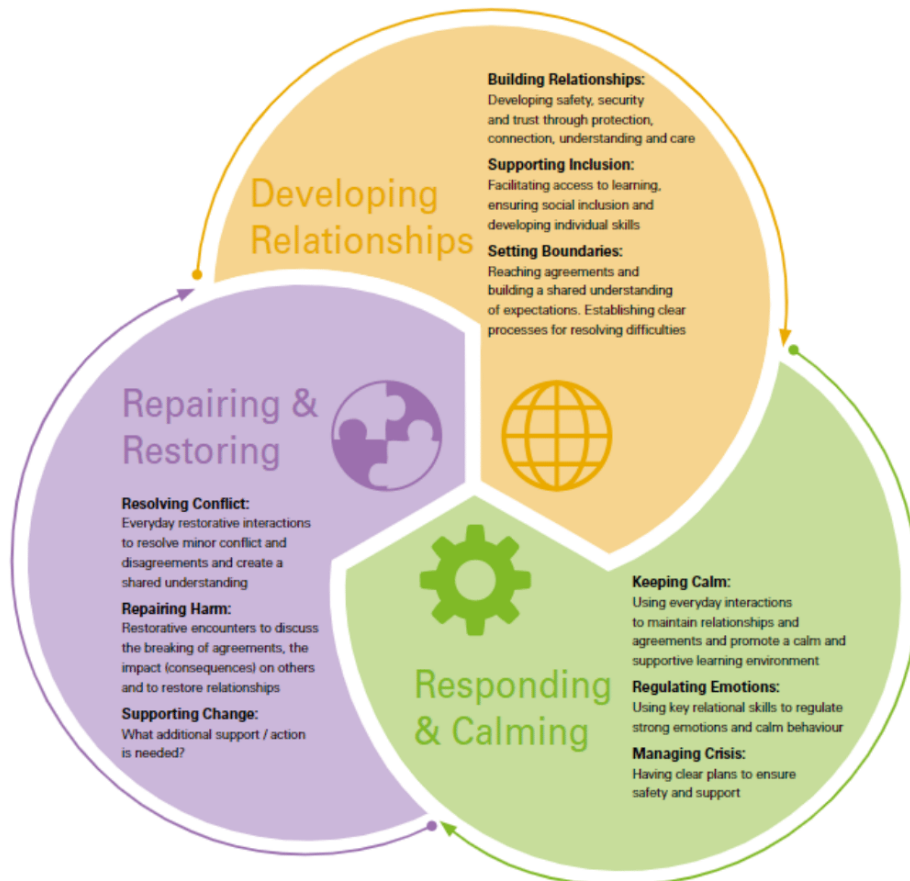 Developing
Relationships
Building Relationships:
Developing safety, security
and trust through protection,
connection, understanding and care
Supporting Inclusion:
Facilitating access to learning,
ensuring social inclusion and
developing individual skills
Setting Boundaries:
Reaching agreements and
building a shared understanding
of expectations. Establishing clear
processes for resolving difficulties
Repairing &
Restoring
Resolving Conflict:
Everyday restorative interactions
to resolve minor conflict and
disagreements and create a
shared understanding
Repairing Harm:
Restorative encounters to discuss
the breaking of agreements, the
impact (consequences) on others
and to restore relationships
Supporting Change:
What additional support / action
is needed?
Responding
& Calming
Keeping Calm:
Using everyday interactions
to maintain relationships and
agreements and promote a calm and
supportive learning environment
Regulating Emotions:
Using key relational skills to regulate
strong emotions and calm behaviour
Managing Crisis:
Having clear plans to ensure
safety and support